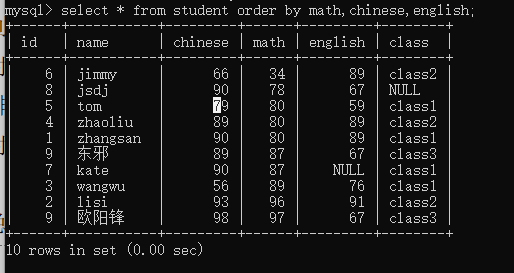 mysql> select * from student order by math,chinese,english;
+------+-----------+---------+------+---------+--------+
| id | name | chinese | math | english | class |
+------+-----------+---------+------+---------+--------+
| 6 | jimmy | 66 | 34 | 89 | class2 |
| 8 | jsdj | 90 | 78 | 67 | NULL |
| 5 | tom | 79 | 80 | 59 | class1 |
| 4 | zhaoliu | 89 | 80 | 89 | class2 |
| 1 | zhangsan | 90 | 80 | 89 | class1 |
| 9 | 东邪 | 89 | 87 | 67 | class3 |
| 7 | kate | 90 | 87 | NULL | class1 |
| 3 | wangwu | 56 | 89 | 76 | class1 |
| 2 | lisi | 93 | 96 | 91 | class2 |
| 9 | 欧阳锋 | 98 | 97 | 67 | class3 |
+------+-----------+---------+------+---------+--------+
10 rows in set (0.00 sec)